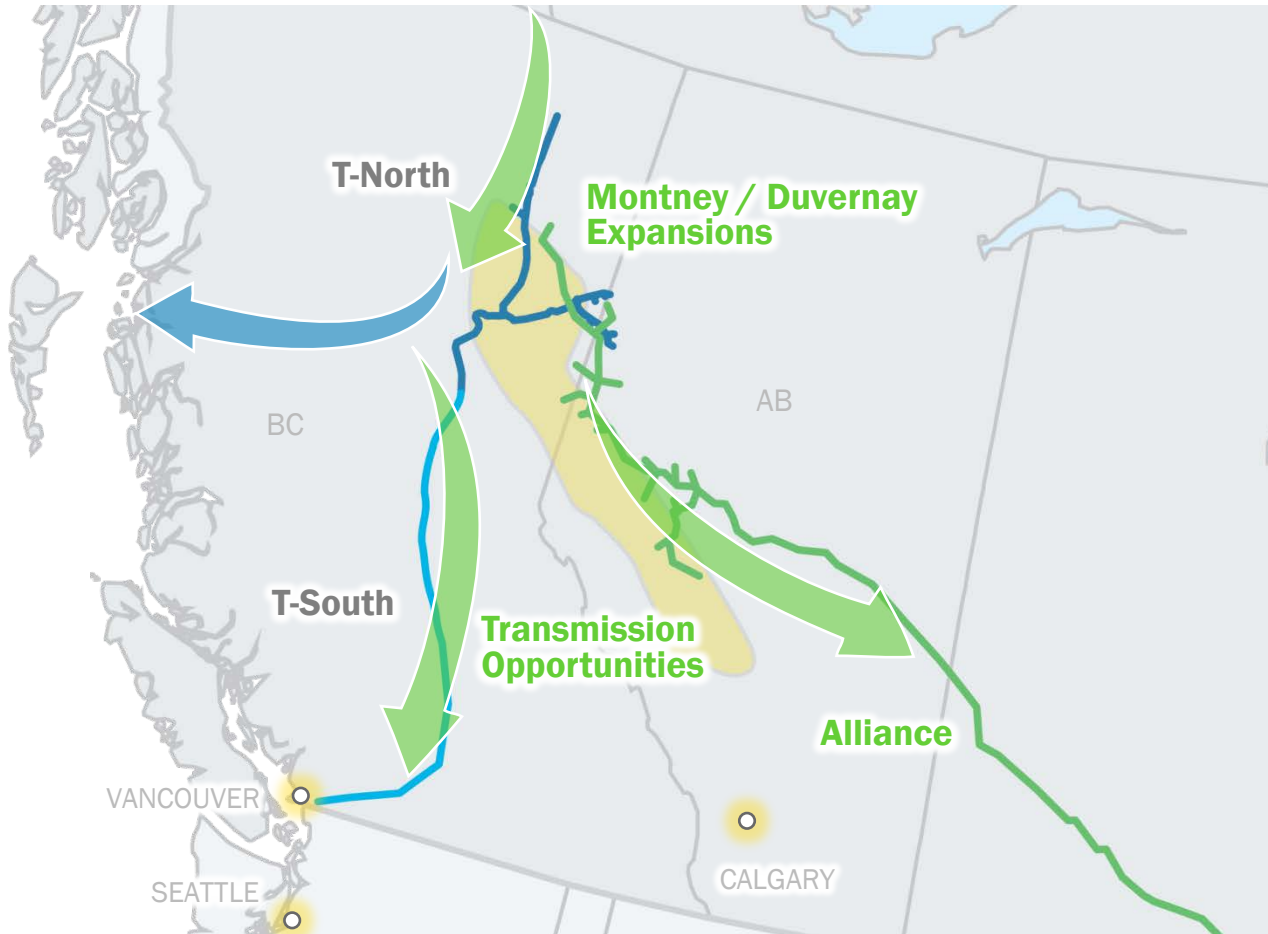 T-North
Montney / Duvernay
Expansions
BC
AB
T-South
Transmission
Opportunities
Alliance
VANCOUVER
CALGARY
SEATTLE